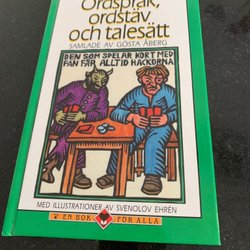 Ordspråk,
ordstäv
och talesätt
SAMLADE AV GÖSTA ÅBERG
DEN SOM SPELAR KORT MED
FAN FÅR ALLTID HACKORNA
MED ILLUSTRATIONER AV SVENOLOV EHRÉN
EN BOK FÖR ALLA